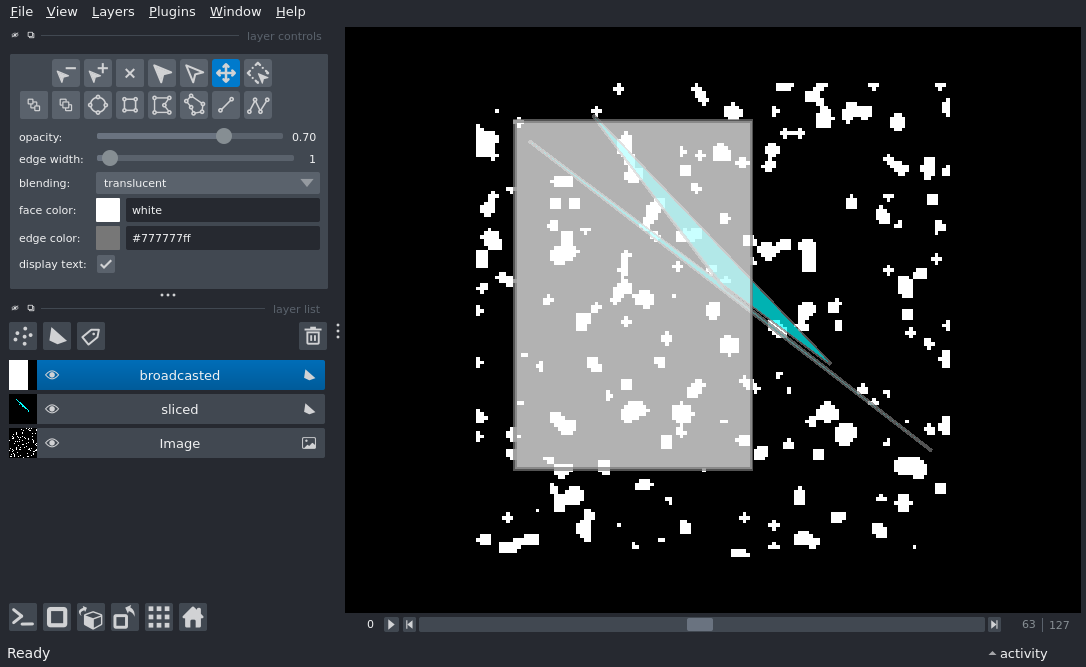 File View Layers Plugins Window Help
layer controls
opacity: 0.70
edge width: 1
blending: translucent
face color: white
edge color: #777777ff
display text:
layer list
broadcasted
sliced
Image
0 63 127
Ready activity